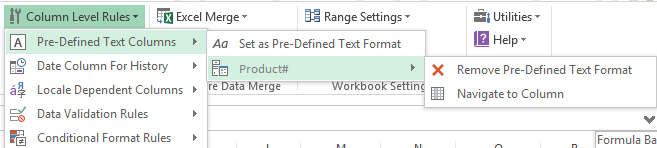 Column Level Rules
Excel Merge
Range Settings
Utilities
Help
Pre-Defined Text Columns
Date Column For History
Locale Dependent Columns
Data Validation Rules
Conditional Format Rules
Aa Set as Pre-Defined Text Format
Product#
Remove Pre-Defined Text Format
Navigate to Column
re Data Merge
Workbook Setting
Formula Ba